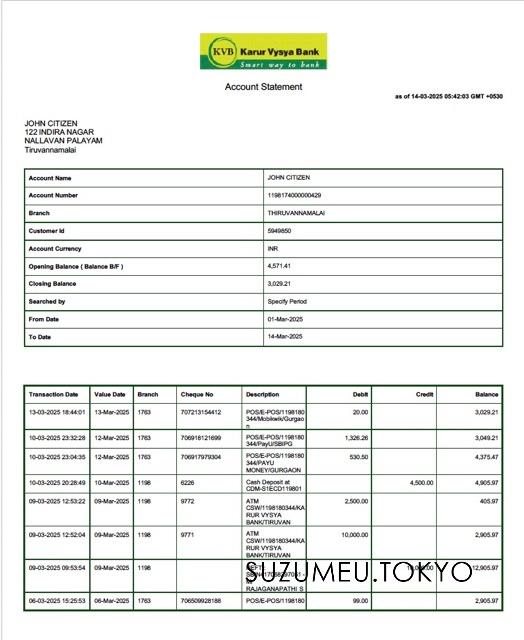 KVB Karur Vysya Bank
Smart way to bank
Account Statement
as of 14-03-2025 05:42:03 GMT +0530
JOHN CITIZEN
122 INDIRA NAGAR
NALLAVAN PALAYAM
Tiruvannamalai
Account Name JOHN CITIZEN
Account Number 1198174000000429
Branch THIRUVANNAMALAI
Customer Id 5949850
Account Currency INR
Opening Balance ( Balance B/F ) 4,571.41
Closing Balance 3,029.21
Searched by Specify Period
From Date 01-Mar-2025
To Date 14-Mar-2025
Transaction Date Value Date Branch Cheque No Description Debit Credit Balance
13-03-2025 18:44:01 13-Mar-2025 1763 707213154412 POS/E-POS/1198180 20.00 3,029.21
344/Mobikwik/Gurgao
n
10-03-2025 23:32:28 12-Mar-2025 1763 706918121699 POS/E-POS/1198180 1,326.26 3,049.21
344/PayU/SBIPG
10-03-2025 23:04:35 12-Mar-2025 1763 706917979304 POS/E-POS/1198180 530.50 4,375.47
344/PAYU
MONEY/GURGAON
10-03-2025 20:28:49 10-Mar-2025 1198 6226 Cash Deposit at 4,500.00 4,905.97
CDM-S1ECD119801
09-03-2025 12:53:22 09-Mar-2025 1198 9772 ATM 2,500.00 405.97
CSW/1198180344/KA
RUR VYSYA
BANK/TIRUVAN
09-03-2025 12:52:04 09-Mar-2025 1198 9771 ATM 10,000.00 2,905.97
CSW/1198180344/KA
RUR VYSYA
BANK/TIRUVAN
09-03-2025 09:53:54 09-Mar-2025 1198 12,905.97
SUZUMEU.TOKYO
RAJAGANAPATHI S
06-03-2025 15:25:53 06-Mar-2025 1763 706509928188 POS/E-POS/1198180 99.00 2,905.97